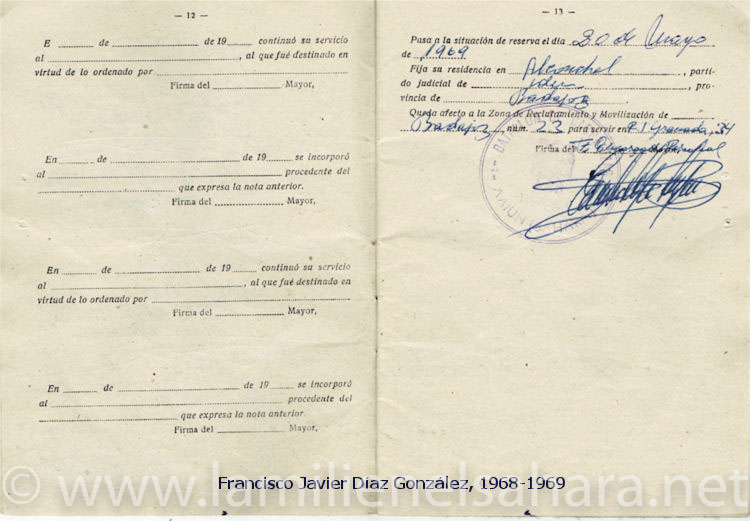 — 12 —
E de de 19 continuó su servicio
al , al que fué destinado en
virtud de lo ordenado por
Firma del Mayor,
En de de 19 se incorporó
al procedente del
que expresa la nota anterior.
Firma del Mayor,
En de de 19 continuó su servicio
al , al que fué destinado en
virtud de lo ordenado por
Firma del Mayor,
En de de 19 se incorporó
al procedente del
que expresa la nota anterior.
Firma del Mayor,
— 13 —
Pasa a la situación de reserva el día 20 de Mayo
de 1969
Fija su residencia en , parti-
do judicial de , pro-
vincia de Badajoz
Queda afecto a la Zona de Reclutamiento y Movilización de
Badajoz núm. 23 para servir en R.I. Granada, 34
Firma del
© www.lamilienelsahara.net
Francisco Javier Díaz González, 1968-1969